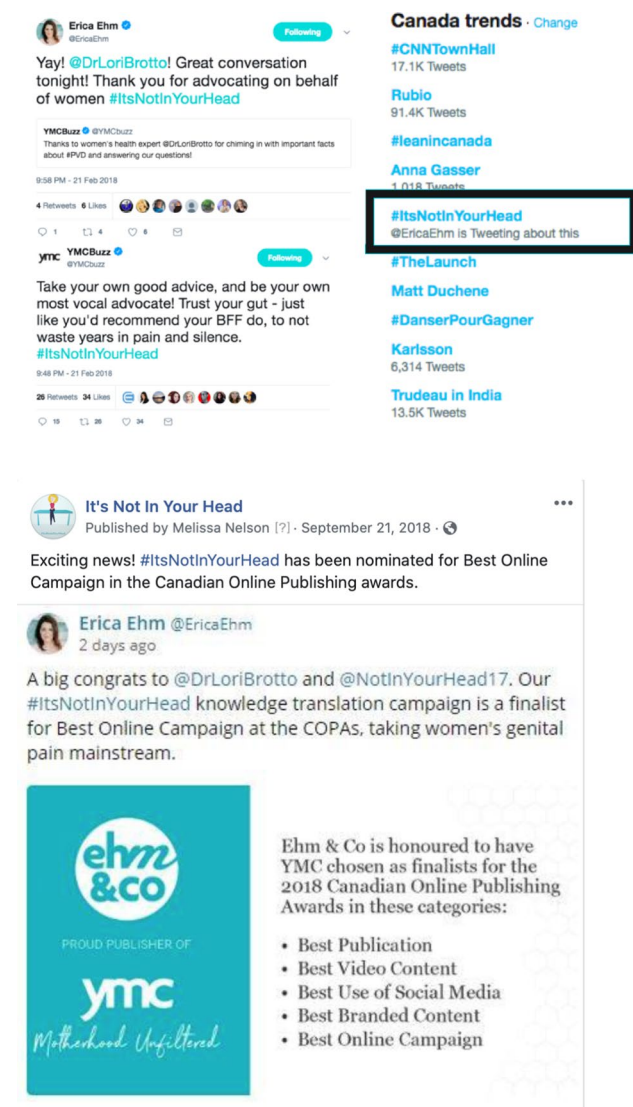 Erica Ehm
@EricaEhm
Following
Yay! @DrLoriBrotto! Great conversation
tonight! Thank you for advocating on behalf
of women #ItsNotInYourHead
YMCBuzz @YMCbuzz
Thanks to women's health expert @DrLoriBrotto for chiming in with important facts
about #PVD and answering our questions!
9:58 PM - 21 Feb 2018
4 Retweets 6 Likes
1 4 6
YMCBuzz
@YMCbuzz
Following
ymc
Take your own good advice, and be your own
most vocal advocate! Trust your gut - just
like you'd recommend your BFF do, to not
waste years in pain and silence.
#ItsNotInYourHead
9:48 PM - 21 Feb 2018
26 Retweets 34 Likes
13 26 34
Canada trends · Change
#CNNTownHall
17.1K Tweets
Rubio
91.4K Tweets
#leanincanada
Anna Gasser
1,018 Tweets
#ItsNotInYourHead
@EricaEhm is Tweeting about this
#TheLaunch
Matt Duchene
#DanserPourGagner
Karlsson
6,314 Tweets
Trudeau in India
13.5K Tweets
It's Not In Your Head
Published by Melissa Nelson [?] · September 21, 2018 ·
Exciting news! #ItsNotInYourHead has been nominated for Best Online
Campaign in the Canadian Online Publishing awards.
Erica Ehm @EricaEhm
2 days ago
A big congrats to @DrLoriBrotto and @NotInYourHead17. Our
#ItsNotInYourHead knowledge translation campaign is a finalist
for Best Online Campaign at the COPAs, taking women's genital
pain mainstream.
ehm
&co
PROUD PUBLISHER OF
ymc
Motherhood Unfiltered
Ehm & Co is honoured to have
YMC chosen as finalists for the
2018 Canadian Online Publishing
Awards in these categories:
• Best Publication
• Best Video Content
• Best Use of Social Media
• Best Branded Content
• Best Online Campaign